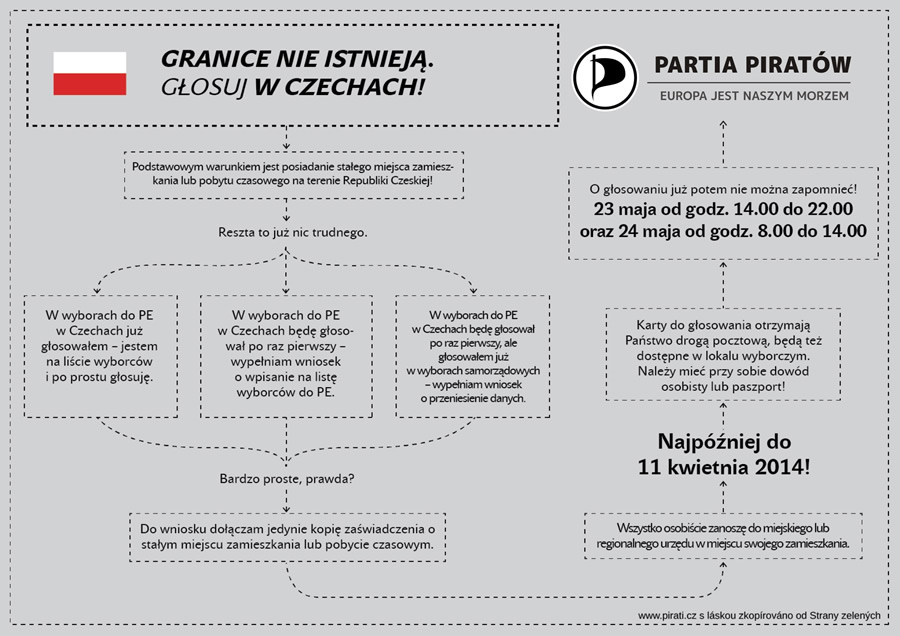 GRANICE NIE ISTNIEJĄ.
GŁOSUJ W CZECHACH!
Podstawowym warunkiem jest posiadanie stałego miejsca zamiesz-
kania lub pobytu czasowego na terenie Republiki Czeskiej!
Reszta to już nic trudnego.
W wyborach do PE
w Czechach już
głosowałem – jestem
na liście wyborców
i po prostu głosuję.
W wyborach do PE
w Czechach będę głoso-
wał po raz pierwszy –
wypełniam wniosek
o wpisanie na listę
wyborców do PE.
W wyborach do PE
w Czechach będę głosował
po raz pierwszy, ale
głosowałem już
w wyborach samorządowych
– wypełniam wniosek
o przeniesienie danych.
Bardzo proste, prawda?
Do wniosku dołączam jedynie kopię zaświadczenia o
stałym miejscu zamieszkania lub pobycie czasowym.
Wszystko osobiście zanoszę do miejskiego lub
regionalnego urzędu w miejscu swojego zamieszkania.
Najpóźniej do
11 kwietnia 2014!
Karty do głosowania otrzymają
Państwo drogą pocztową, będą też
dostępne w lokalu wyborczym.
Należy mieć przy sobie dowód
osobisty lub paszport!
O głosowaniu już potem nie można zapomnieć!
23 maja od godz. 14.00 do 22.00
oraz 24 maja od godz. 8.00 do 14.00
PARTIA PIRATÓW
EUROPA JEST NASZYM MORZEM
www.pirati.cz s láskou zkopírováno od Strany zelených